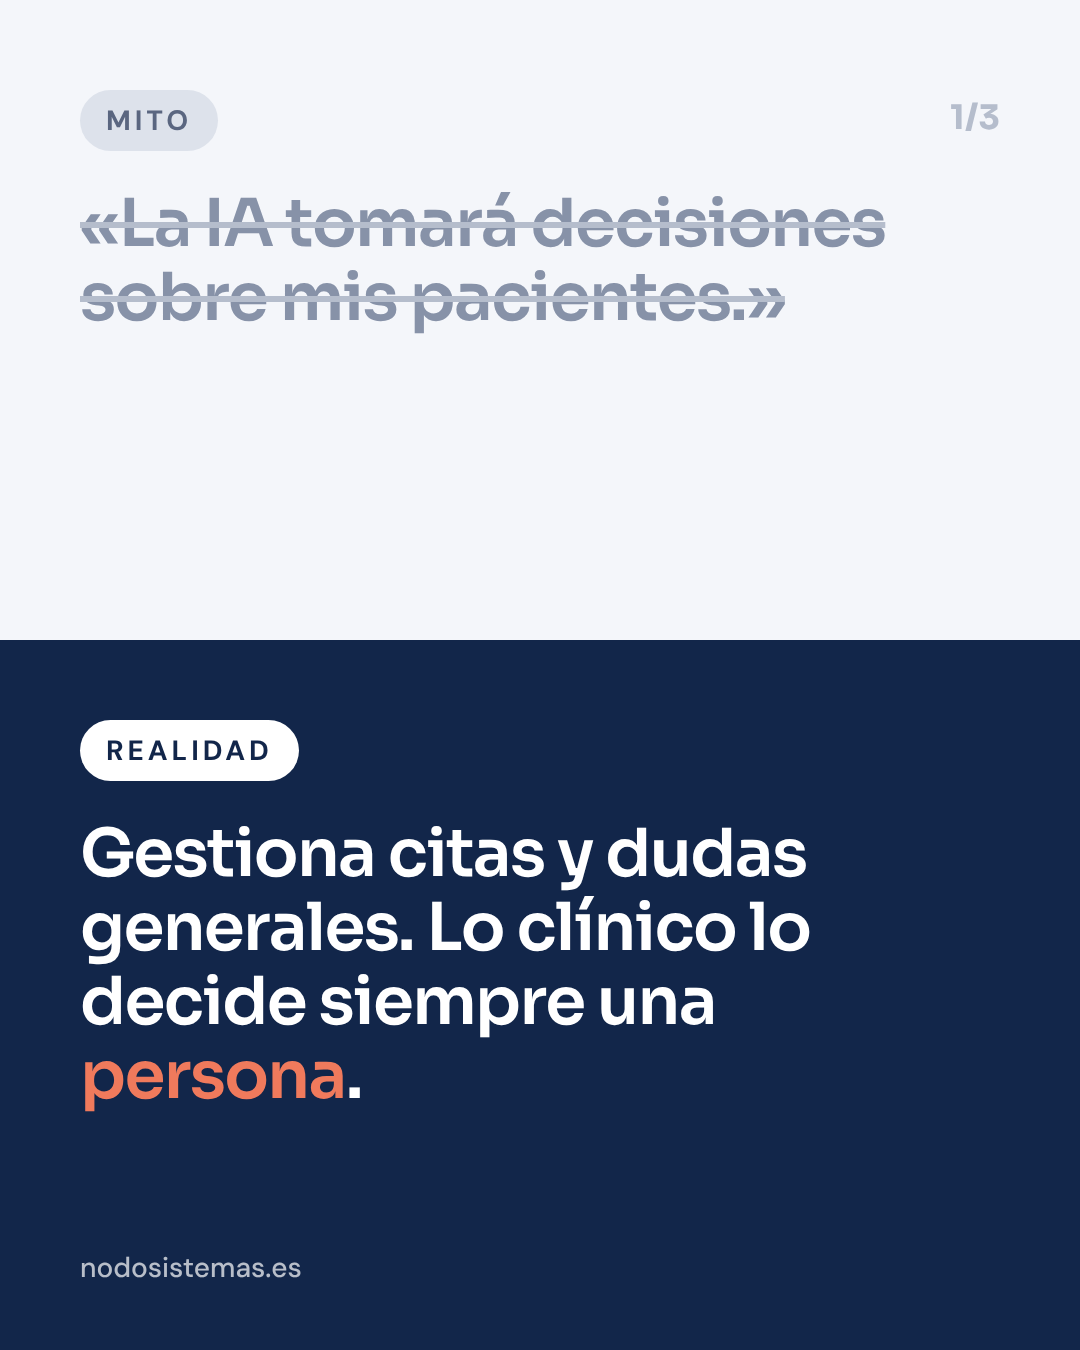 MITO
1/3
«La IA tomará decisiones
sobre mis pacientes.»
REALIDAD
Gestiona citas y dudas
generales. Lo clínico lo
decide siempre una
persona.
nodosistemas.es